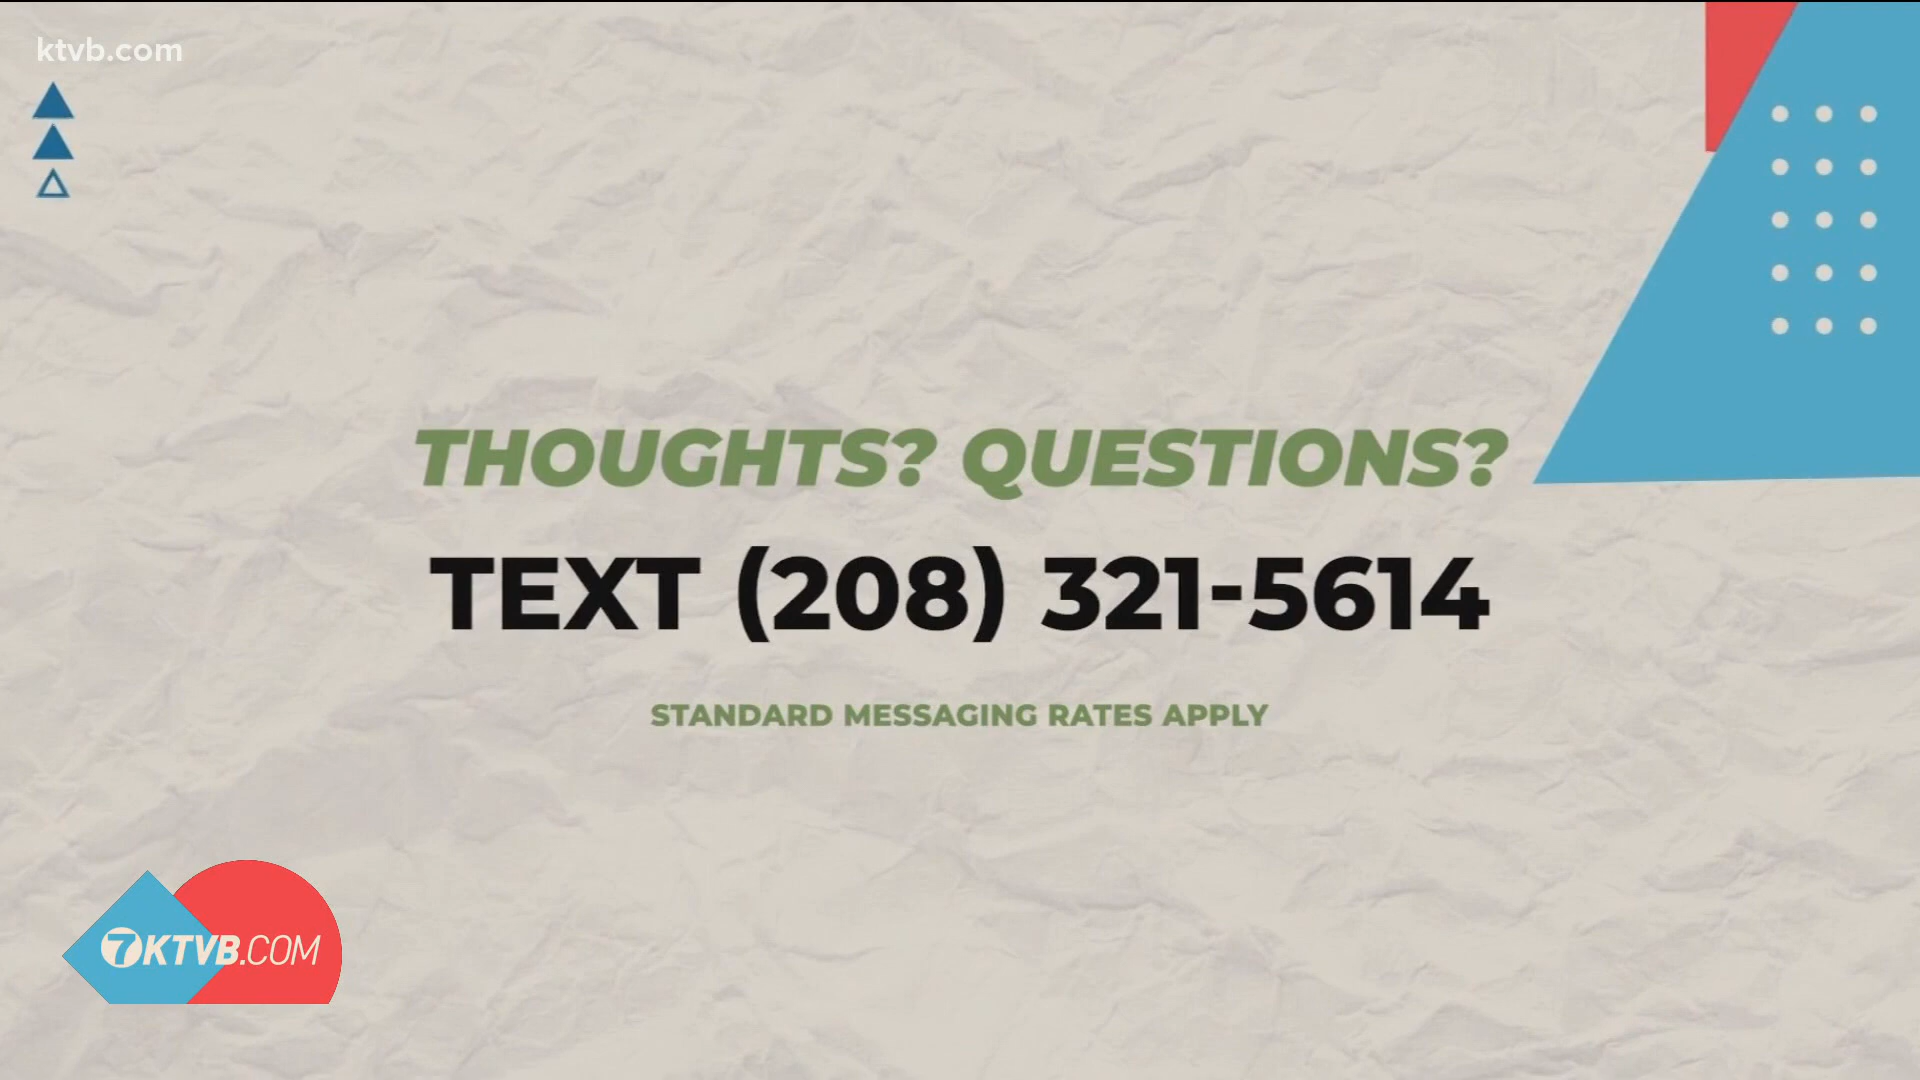 ktvb.com
THOUGHTS? QUESTIONS?
TEXT (208) 321-5614
STANDARD MESSAGING RATES APPLY
7KTVB.COM